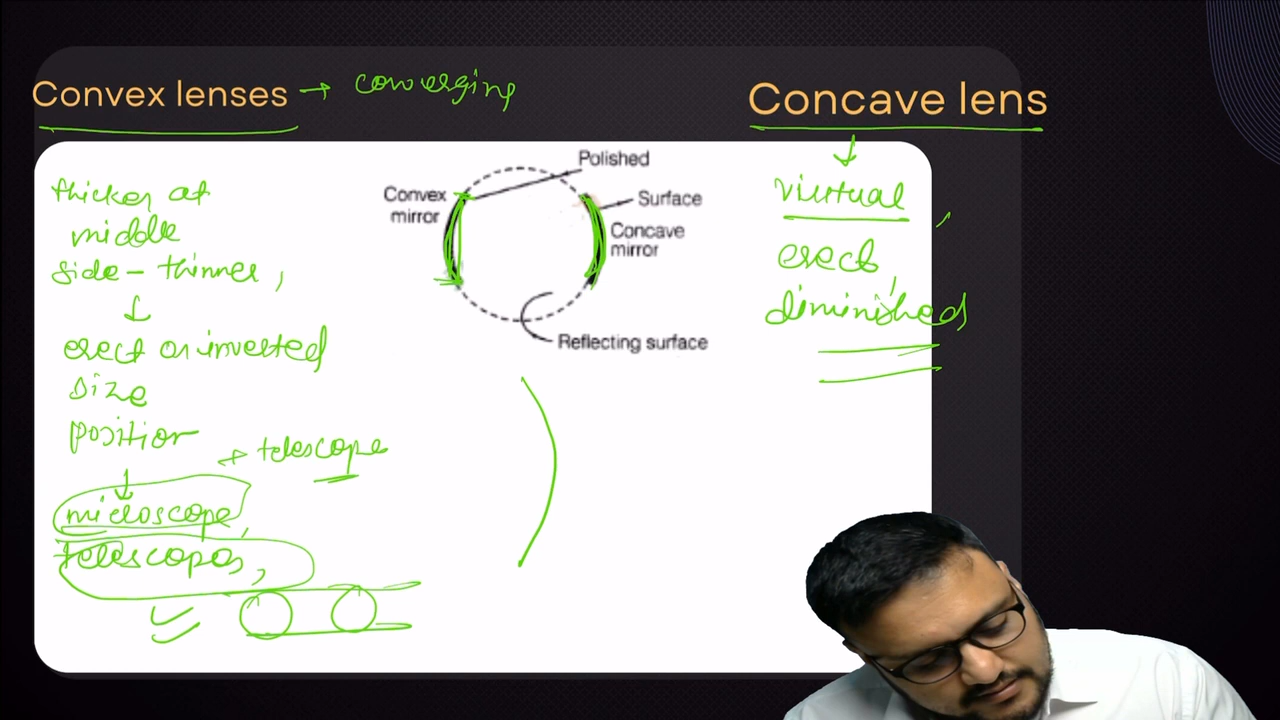 Convex lenses → converging
Concave lens
thicker at
middle
side - thinner,
erect or inverted
size
position
→ telescope
microscope,
telescopes,
Polished
Convex
mirror
Surface
Concave
mirror
Reflecting surface
virtual,
erect,
diminished